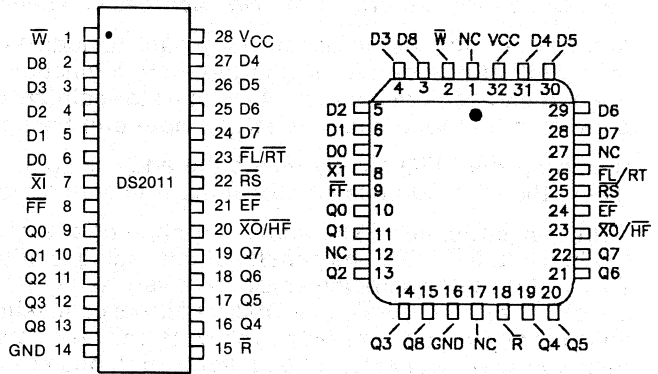 W̅ 1 28 VCC
D8 2 27 D4
D3 3 26 D5
D2 4 25 D6
D1 5 24 D7
D0 6 23 F̅L̅/R̅T̅
X̅I̅ 7 22 R̅S̅
F̅F̅ 8 21 E̅F̅
Q0 9 20 X̅O̅/H̅F̅
Q1 10 19 Q7
Q2 11 18 Q6
Q3 12 17 Q5
Q8 13 16 Q4
GND 14 15 R̅
DS2011
D3 D8 W̅ NC VCC D4 D5
4 3 2 1 32 31 30
D2 5 29 D6
D1 6 28 D7
D0 7 27 NC
X̅1̅ 8 26 F̅L̅/RT
F̅F̅ 9 25 R̅S̅
Q0 10 24 E̅F̅
Q1 11 23 X̅O̅/H̅F̅
NC 12 22 Q7
Q2 13 21 Q6
14 15 16 17 18 19 20
Q3 Q8 GND NC R̅ Q4 Q5